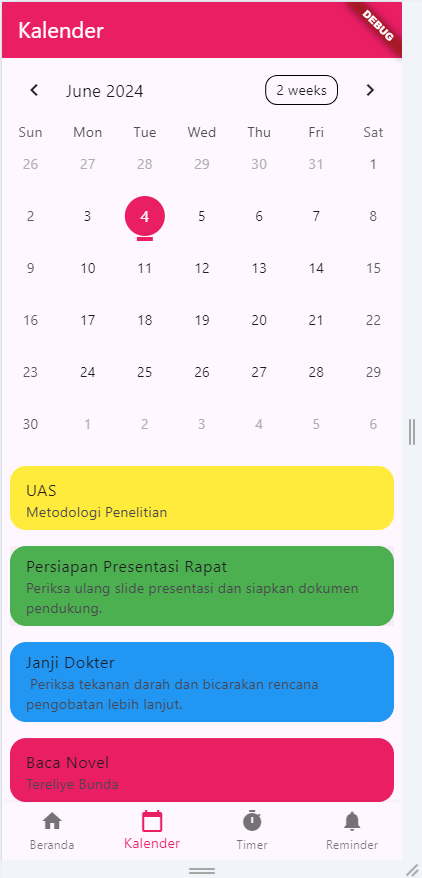 Kalender
DEBUG
June 2024
2 weeks
Sun Mon Tue Wed Thu Fri Sat
26 27 28 29 30 31 1
2 3 4 5 6 7 8
9 10 11 12 13 14 15
16 17 18 19 20 21 22
23 24 25 26 27 28 29
30 1 2 3 4 5 6
UAS
Metodologi Penelitian
Persiapan Presentasi Rapat
Periksa ulang slide presentasi dan siapkan dokumen
pendukung.
Janji Dokter
Periksa tekanan darah dan bicarakan rencana
pengobatan lebih lanjut.
Baca Novel
Tereliye Bunda
Beranda Kalender Timer Reminder